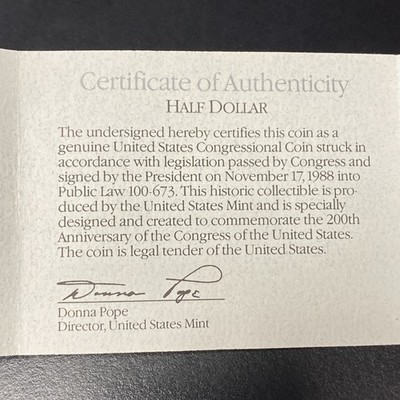 Certificate of Authenticity
HALF DOLLAR
The undersigned hereby certifies this coin as a
genuine United States Congressional Coin struck in
accordance with legislation passed by Congress and
signed by the President on November 17, 1988 into
Public Law 100-673. This historic collectible is pro-
duced by the United States Mint and is specially
designed and created to commemorate the 200th
Anniversary of the Congress of the United States.
The coin is legal tender of the United States.
Donna Pope
Donna Pope
Director, United States Mint